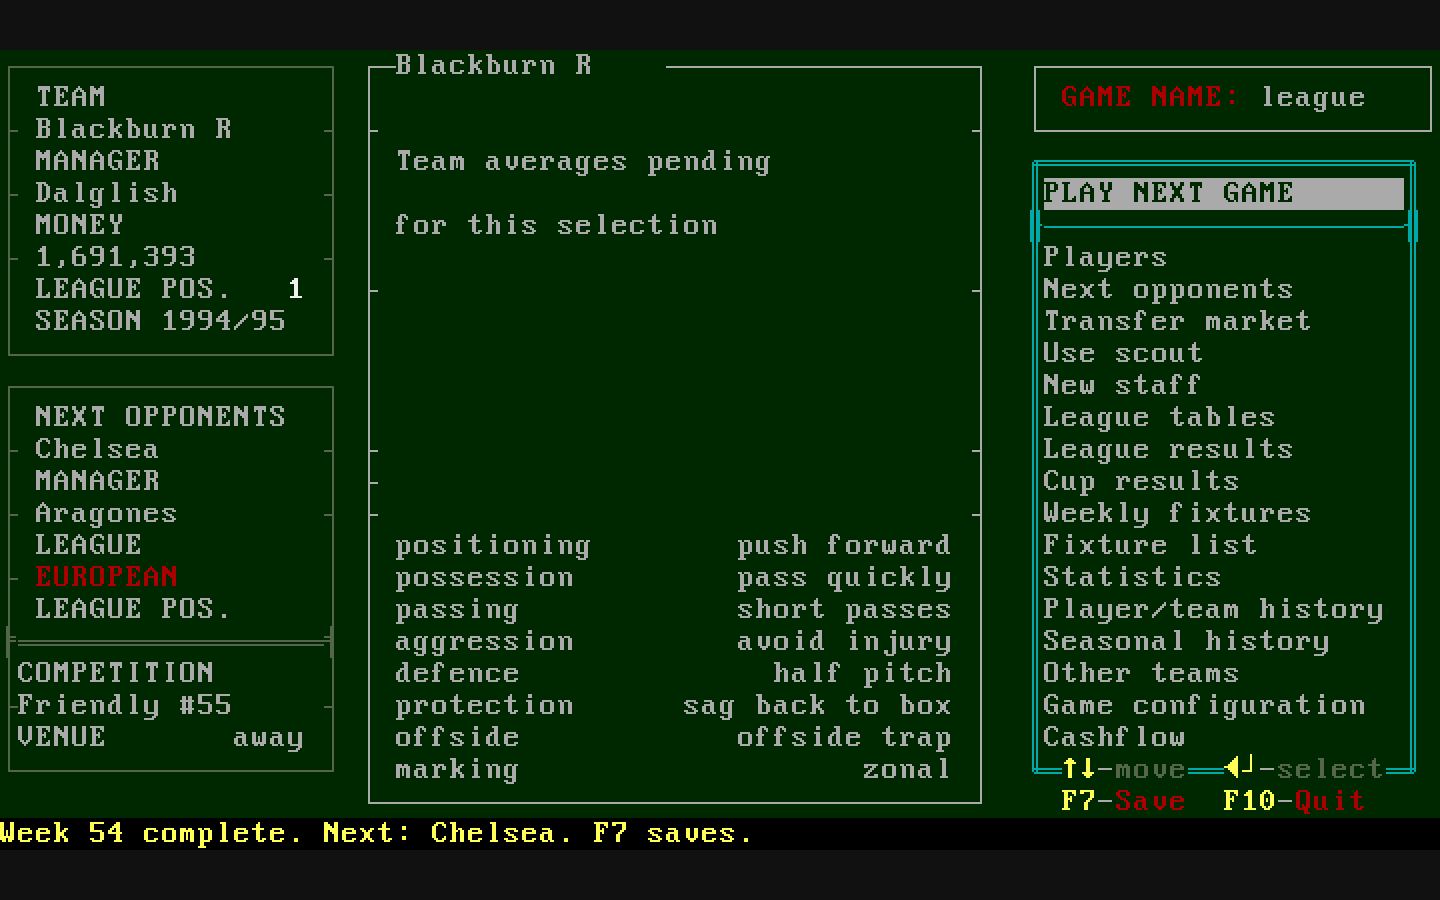 TEAM
Blackburn R
MANAGER
Dalglish
MONEY
1,691,393
LEAGUE POS. 1
SEASON 1994/95
NEXT OPPONENTS
Chelsea
MANAGER
Aragones
LEAGUE
EUROPEAN
LEAGUE POS.
COMPETITION
Friendly #55
VENUE away
Blackburn R
Team averages pending
for this selection
positioning push forward
possession pass quickly
passing short passes
aggression avoid injury
defence half pitch
protection sag back to box
offside offside trap
marking zonal
GAME NAME: league
PLAY NEXT GAME
Players
Next opponents
Transfer market
Use scout
New staff
League tables
League results
Cup results
Weekly fixtures
Fixture list
Statistics
Player/team history
Seasonal history
Other teams
Game configuration
Cashflow
↑↓-move ◄┘-select
F7-Save F10-Quit
Week 54 complete. Next: Chelsea. F7 saves.